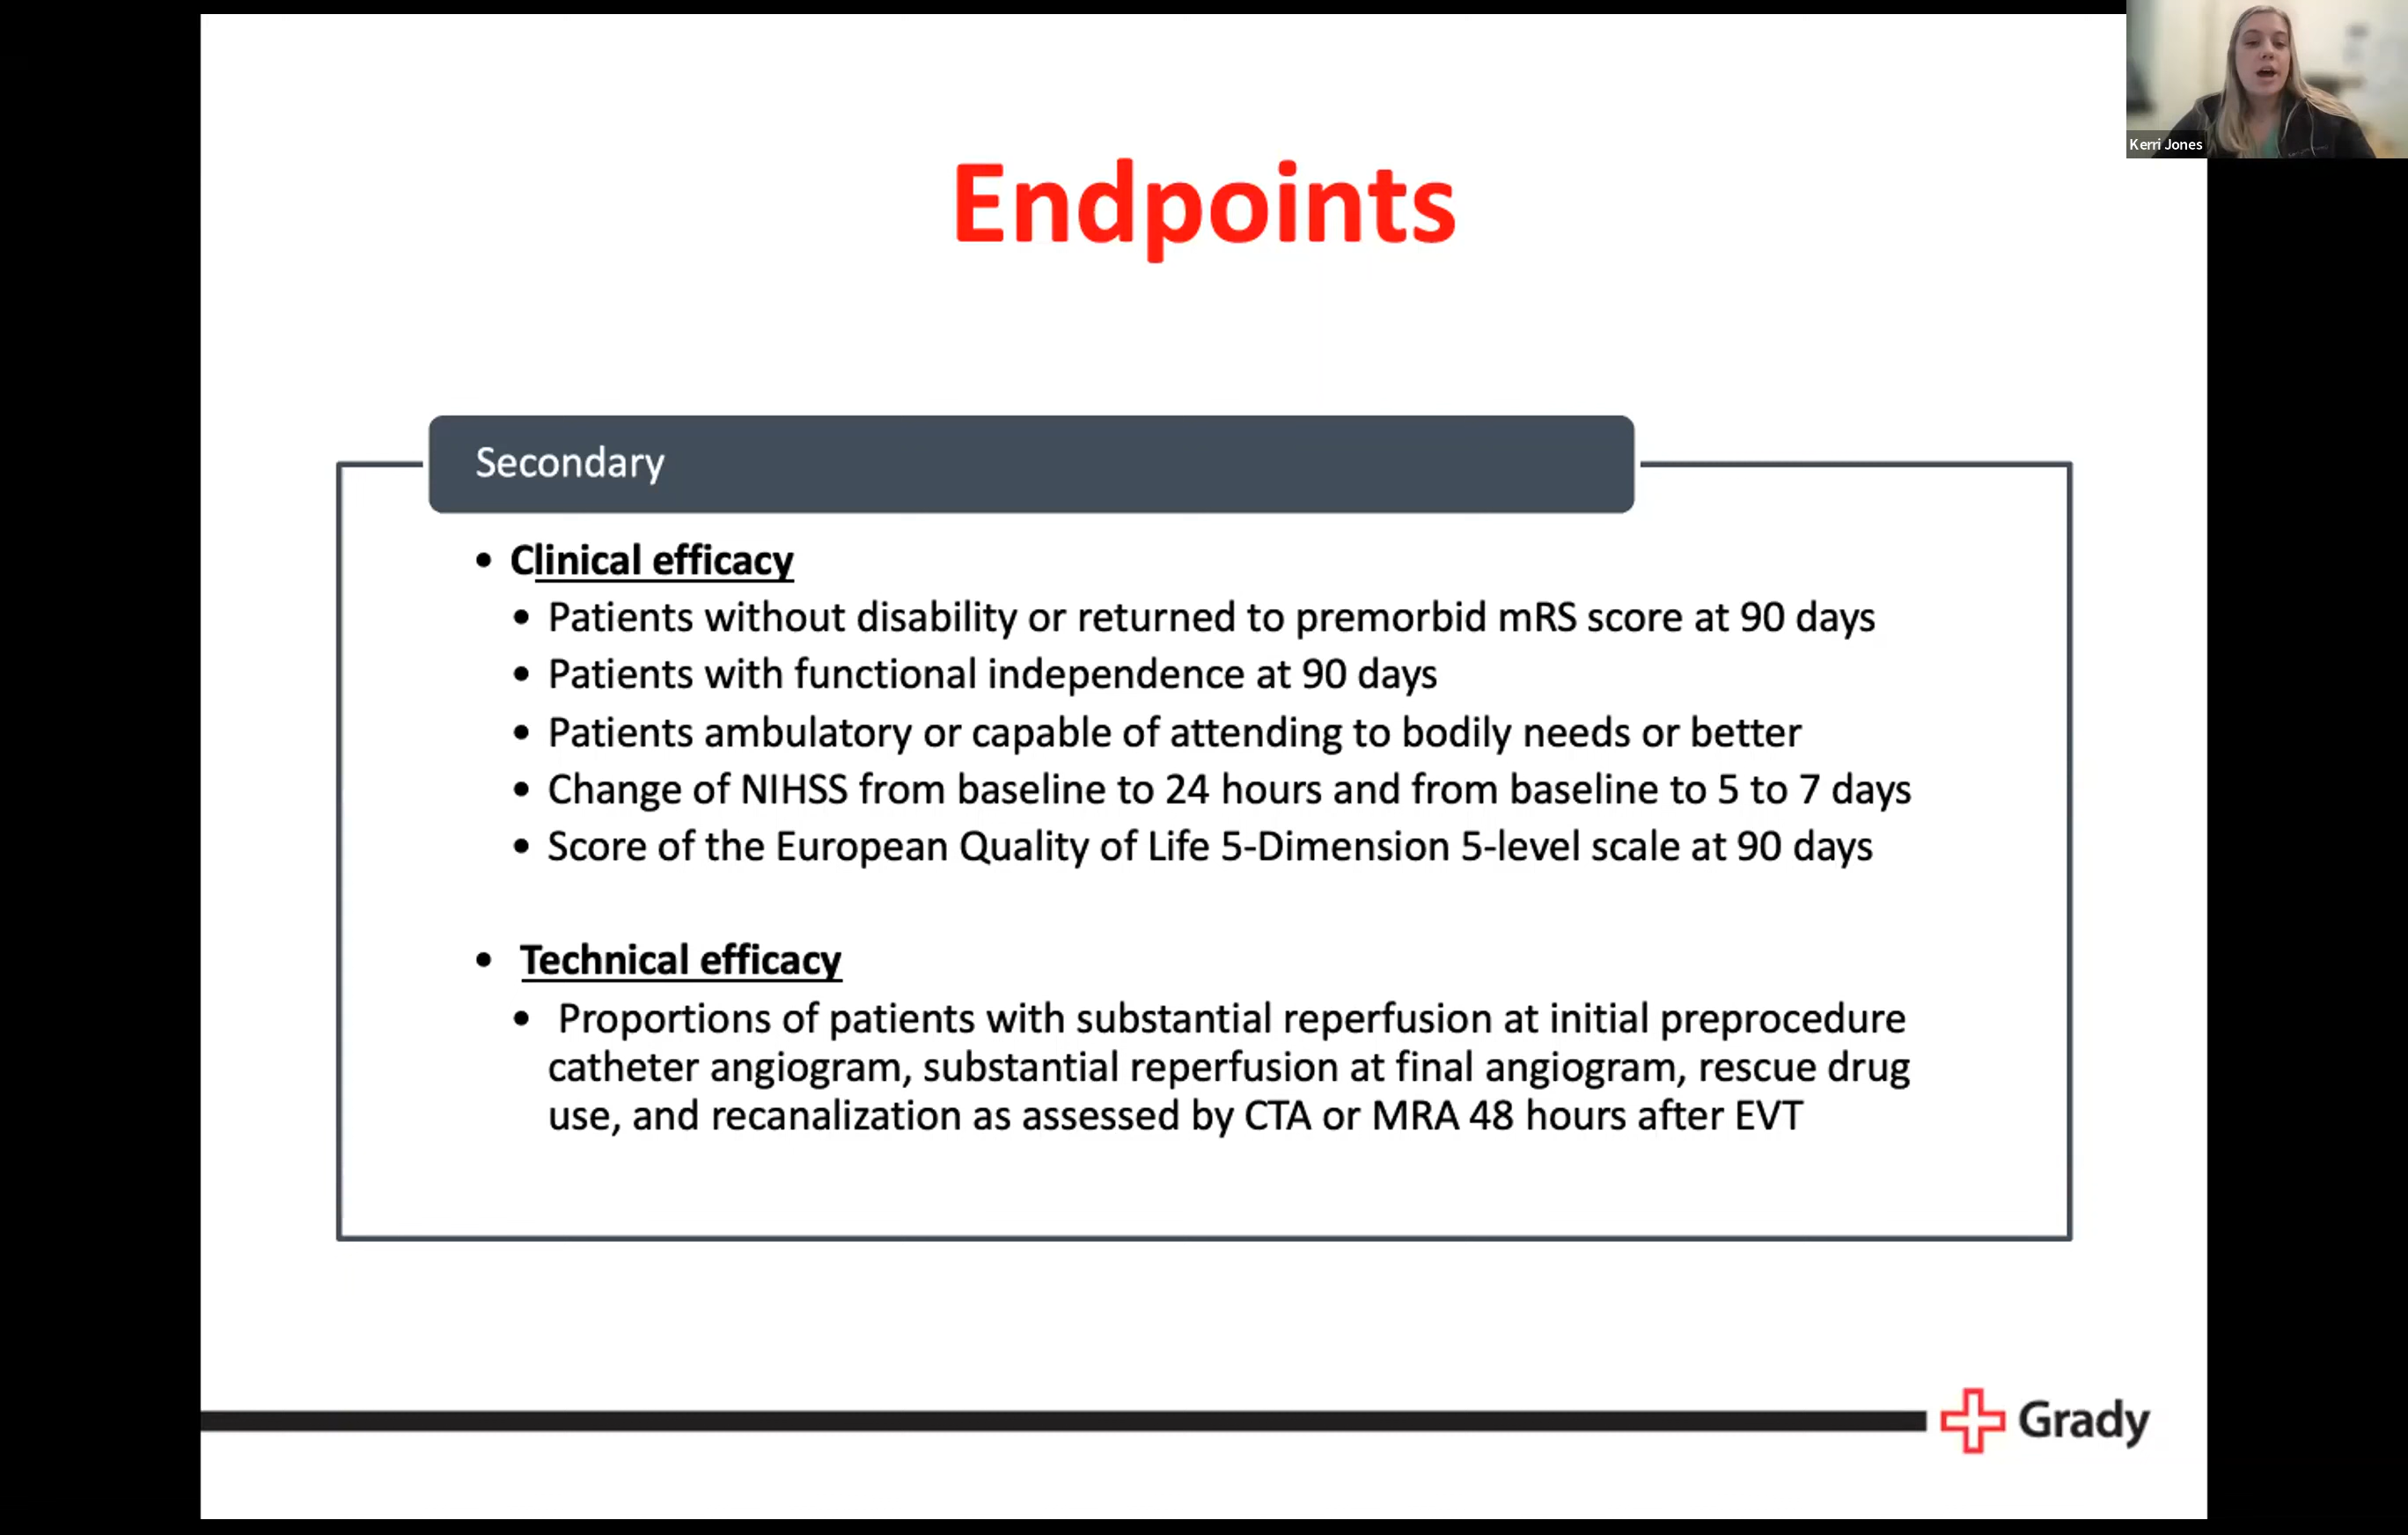 Kerri Jones
Endpoints
Secondary
• Clinical efficacy
• Patients without disability or returned to premorbid mRS score at 90 days
• Patients with functional independence at 90 days
• Patients ambulatory or capable of attending to bodily needs or better
• Change of NIHSS from baseline to 24 hours and from baseline to 5 to 7 days
• Score of the European Quality of Life 5-Dimension 5-level scale at 90 days
• Technical efficacy
• Proportions of patients with substantial reperfusion at initial preprocedure
catheter angiogram, substantial reperfusion at final angiogram, rescue drug
use, and recanalization as assessed by CTA or MRA 48 hours after EVT
Grady